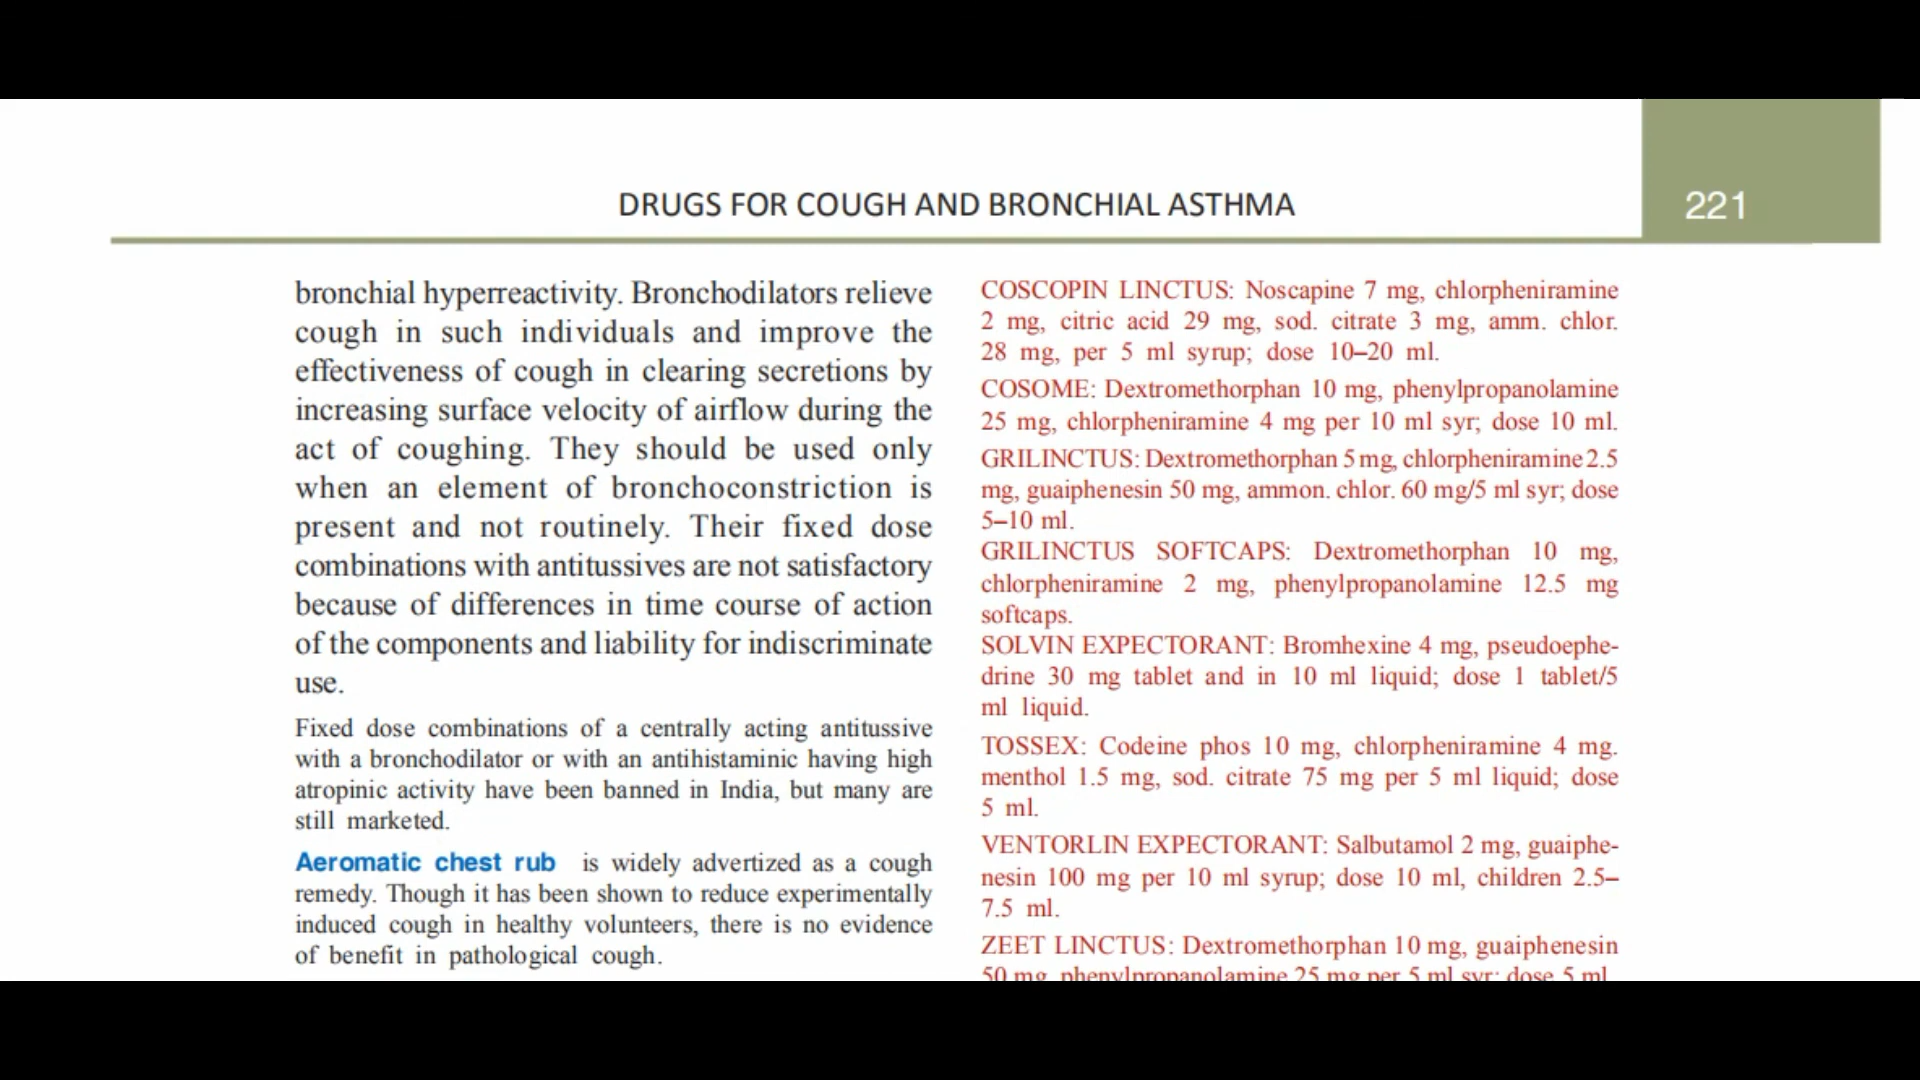 DRUGS FOR COUGH AND BRONCHIAL ASTHMA
221
bronchial hyperreactivity. Bronchodilators relieve
cough in such individuals and improve the
effectiveness of cough in clearing secretions by
increasing surface velocity of airflow during the
act of coughing. They should be used only
when an element of bronchoconstriction is
present and not routinely. Their fixed dose
combinations with antitussives are not satisfactory
because of differences in time course of action
of the components and liability for indiscriminate
use.
Fixed dose combinations of a centrally acting antitussive
with a bronchodilator or with an antihistaminic having high
atropinic activity have been banned in India, but many are
still marketed.
Aeromatic chest rub is widely advertized as a cough
remedy. Though it has been shown to reduce experimentally
induced cough in healthy volunteers, there is no evidence
of benefit in pathological cough.
COSCOPIN LINCTUS: Noscapine 7 mg, chlorpheniramine
2 mg, citric acid 29 mg, sod. citrate 3 mg, amm. chlor.
28 mg, per 5 ml syrup; dose 10–20 ml.
COSOME: Dextromethorphan 10 mg, phenylpropanolamine
25 mg, chlorpheniramine 4 mg per 10 ml syr; dose 10 ml.
GRILINCTUS: Dextromethorphan 5 mg, chlorpheniramine 2.5
mg, guaiphenesin 50 mg, ammon. chlor. 60 mg/5 ml syr; dose
5–10 ml.
GRILINCTUS SOFTCAPS: Dextromethorphan 10 mg,
chlorpheniramine 2 mg, phenylpropanolamine 12.5 mg
softcaps.
SOLVIN EXPECTORANT: Bromhexine 4 mg, pseudoephe-
drine 30 mg tablet and in 10 ml liquid; dose 1 tablet/5
ml liquid.
TOSSEX: Codeine phos 10 mg, chlorpheniramine 4 mg.
menthol 1.5 mg, sod. citrate 75 mg per 5 ml liquid; dose
5 ml.
VENTORLIN EXPECTORANT: Salbutamol 2 mg, guaiphe-
nesin 100 mg per 10 ml syrup; dose 10 ml, children 2.5–
7.5 ml.
ZEET LINCTUS: Dextromethorphan 10 mg, guaiphenesin
50 mg, phenylpropanolamine 25 mg per 5 ml syr; dose 5 ml.